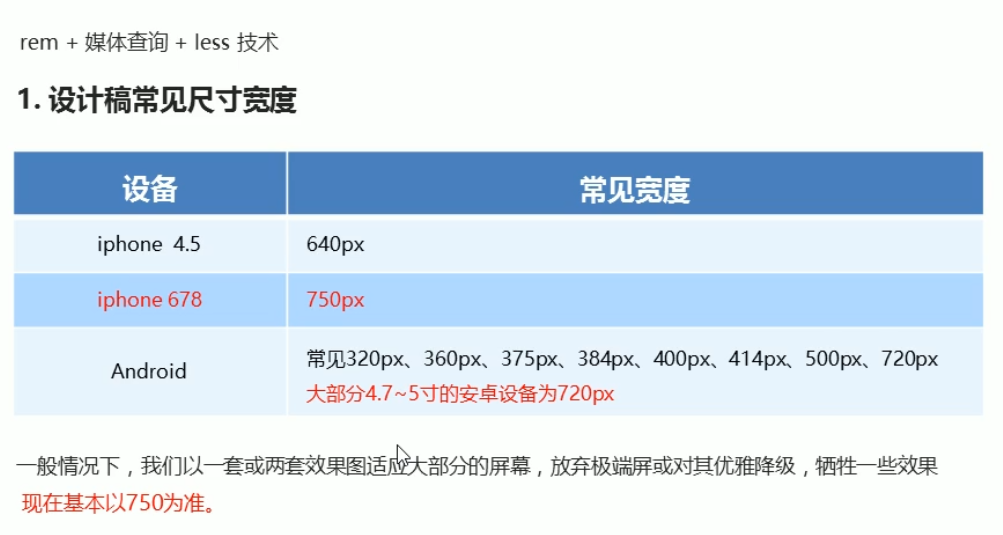 rem + 媒体查询 + less 技术
1. 设计稿常见尺寸宽度
设备 常见宽度
iphone 4.5 640px
iphone 678 750px
Android 常见320px、360px、375px、384px、400px、414px、500px、720px
大部分4.7~5寸的安卓设备为720px
一般情况下，我们以一套或两套效果图适应大部分的屏幕，放弃极端屏或对其优雅降级，牺牲一些效果
现在基本以750为准。